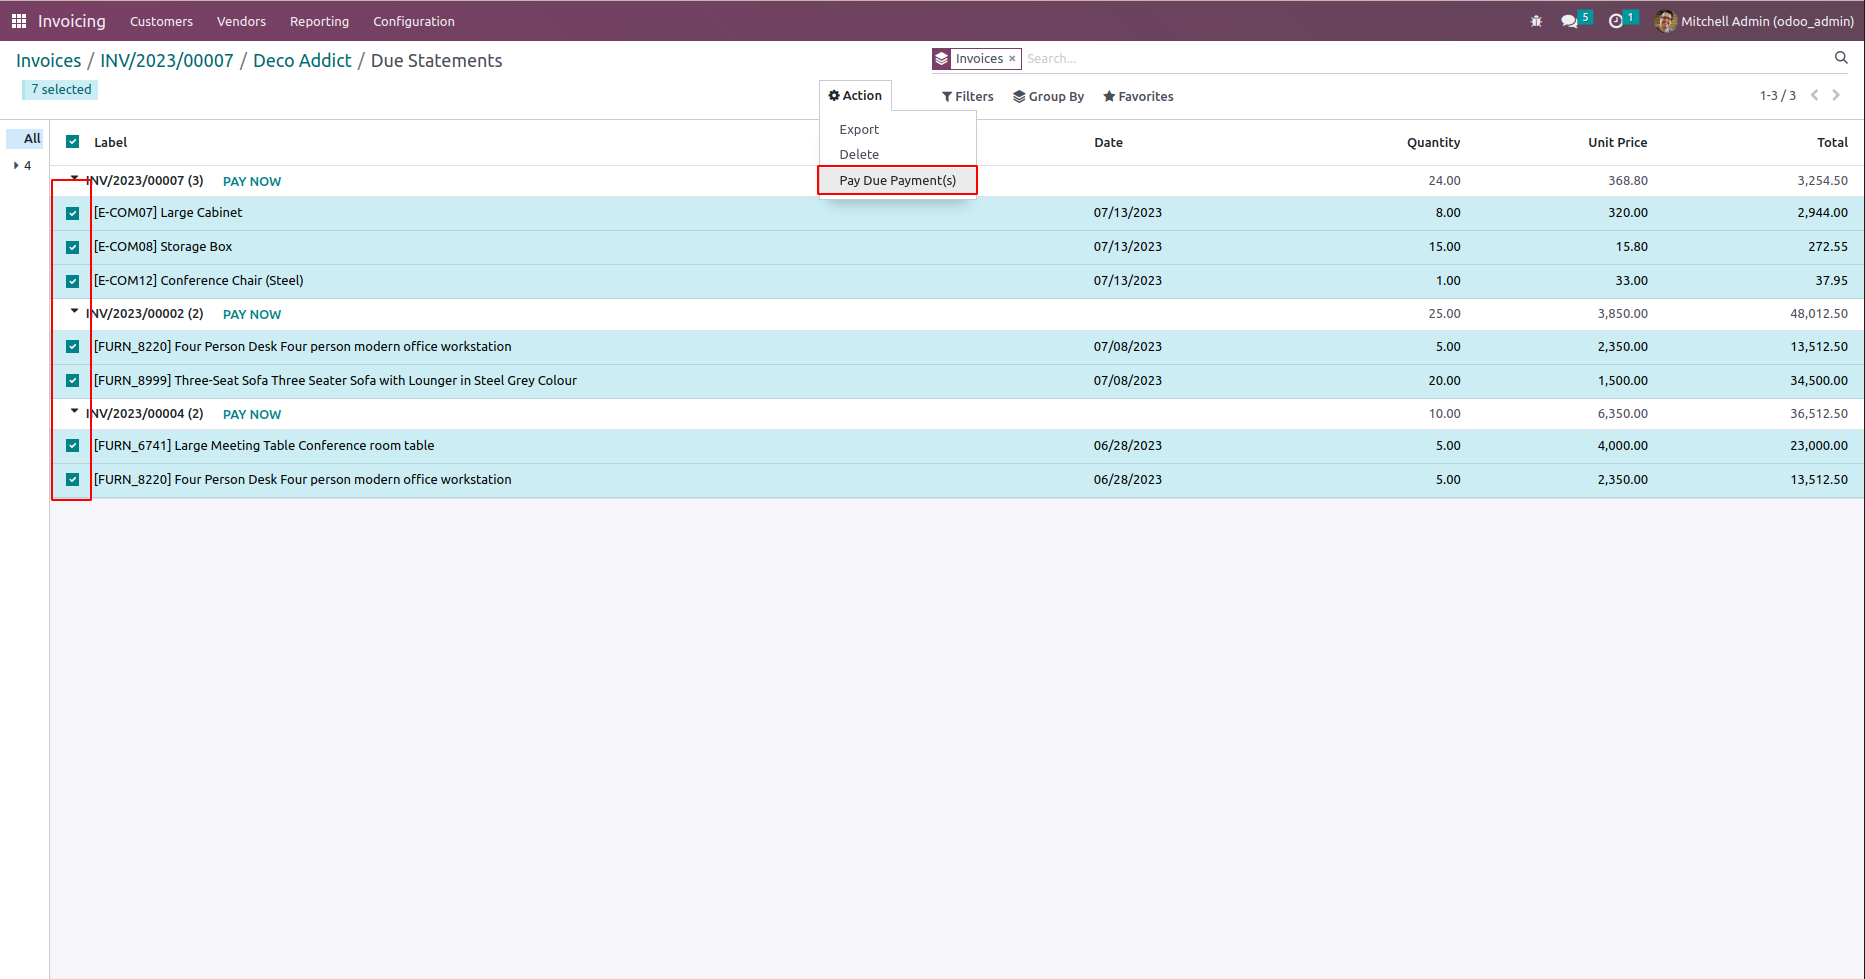 Invoicing Customers Vendors Reporting Configuration 5 1 Mitchell Admin (odoo_admin)
Invoices / INV/2023/00007 / Deco Addict / Due Statements Invoices × Search...
7 selected Action Filters Group By Favorites 1-3 / 3
Export
Delete
Pay Due Payment(s)
All Label Date Quantity Unit Price Total
4
INV/2023/00007 (3) PAY NOW 24.00 368.80 3,254.50
[E-COM07] Large Cabinet 07/13/2023 8.00 320.00 2,944.00
[E-COM08] Storage Box 07/13/2023 15.00 15.80 272.55
[E-COM12] Conference Chair (Steel) 07/13/2023 1.00 33.00 37.95
INV/2023/00002 (2) PAY NOW 25.00 3,850.00 48,012.50
[FURN_8220] Four Person Desk Four person modern office workstation 07/08/2023 5.00 2,350.00 13,512.50
[FURN_8999] Three-Seat Sofa Three Seater Sofa with Lounger in Steel Grey Colour 07/08/2023 20.00 1,500.00 34,500.00
INV/2023/00004 (2) PAY NOW 10.00 6,350.00 36,512.50
[FURN_6741] Large Meeting Table Conference room table 06/28/2023 5.00 4,000.00 23,000.00
[FURN_8220] Four Person Desk Four person modern office workstation 06/28/2023 5.00 2,350.00 13,512.50